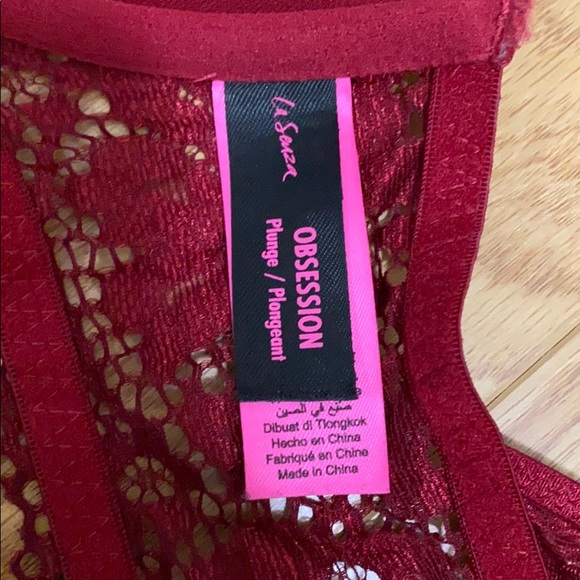 La Senza
OBSESSION
Plunge / Plongeant
صنع في الصين
Dibuat di Tiongkok
Hecho en China
Fabriqué en Chine
Made in China